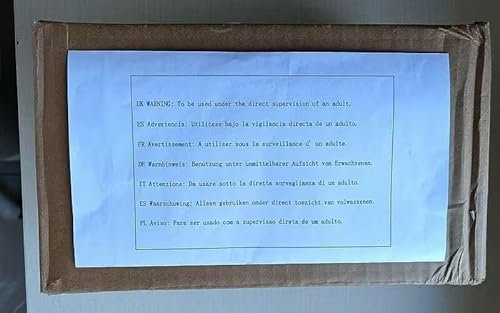 UK WARNING: To be used under the direct supervision of an adult.
ES Advertencia: Utilícese bajo la vigilancia directa de un adulto.
FR Avertissement: A utiliser sous la surveillance d' un adulte.
DE Warnhinweis: Benutzung unter unmittelbarer Aufsicht von Erwachsenen.
IT Attenzione: Da usare sotto la diretta sorveglianza di un adulto.
ES Waarschuwing: Alleen gebruiken onder direct toezicht van volwassenen.
PL Aviso: Para ser usado com a supervisao direta de um adulto.